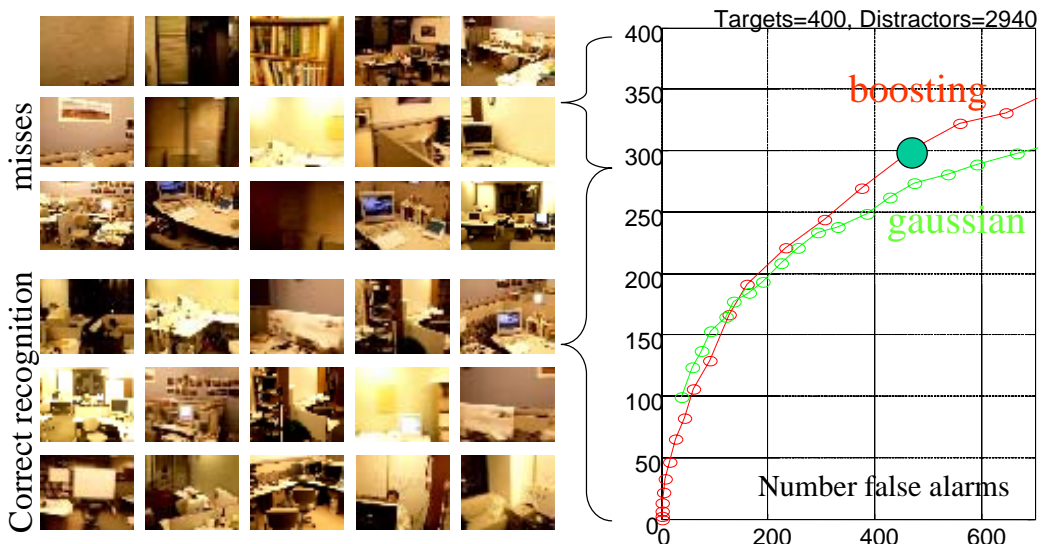 misses
Correct recognition
Targets=400, Distractors=2940
400
350
300
250
200
150
100
50
0
boosting
gaussian
Number false alarms
0 200 400 600